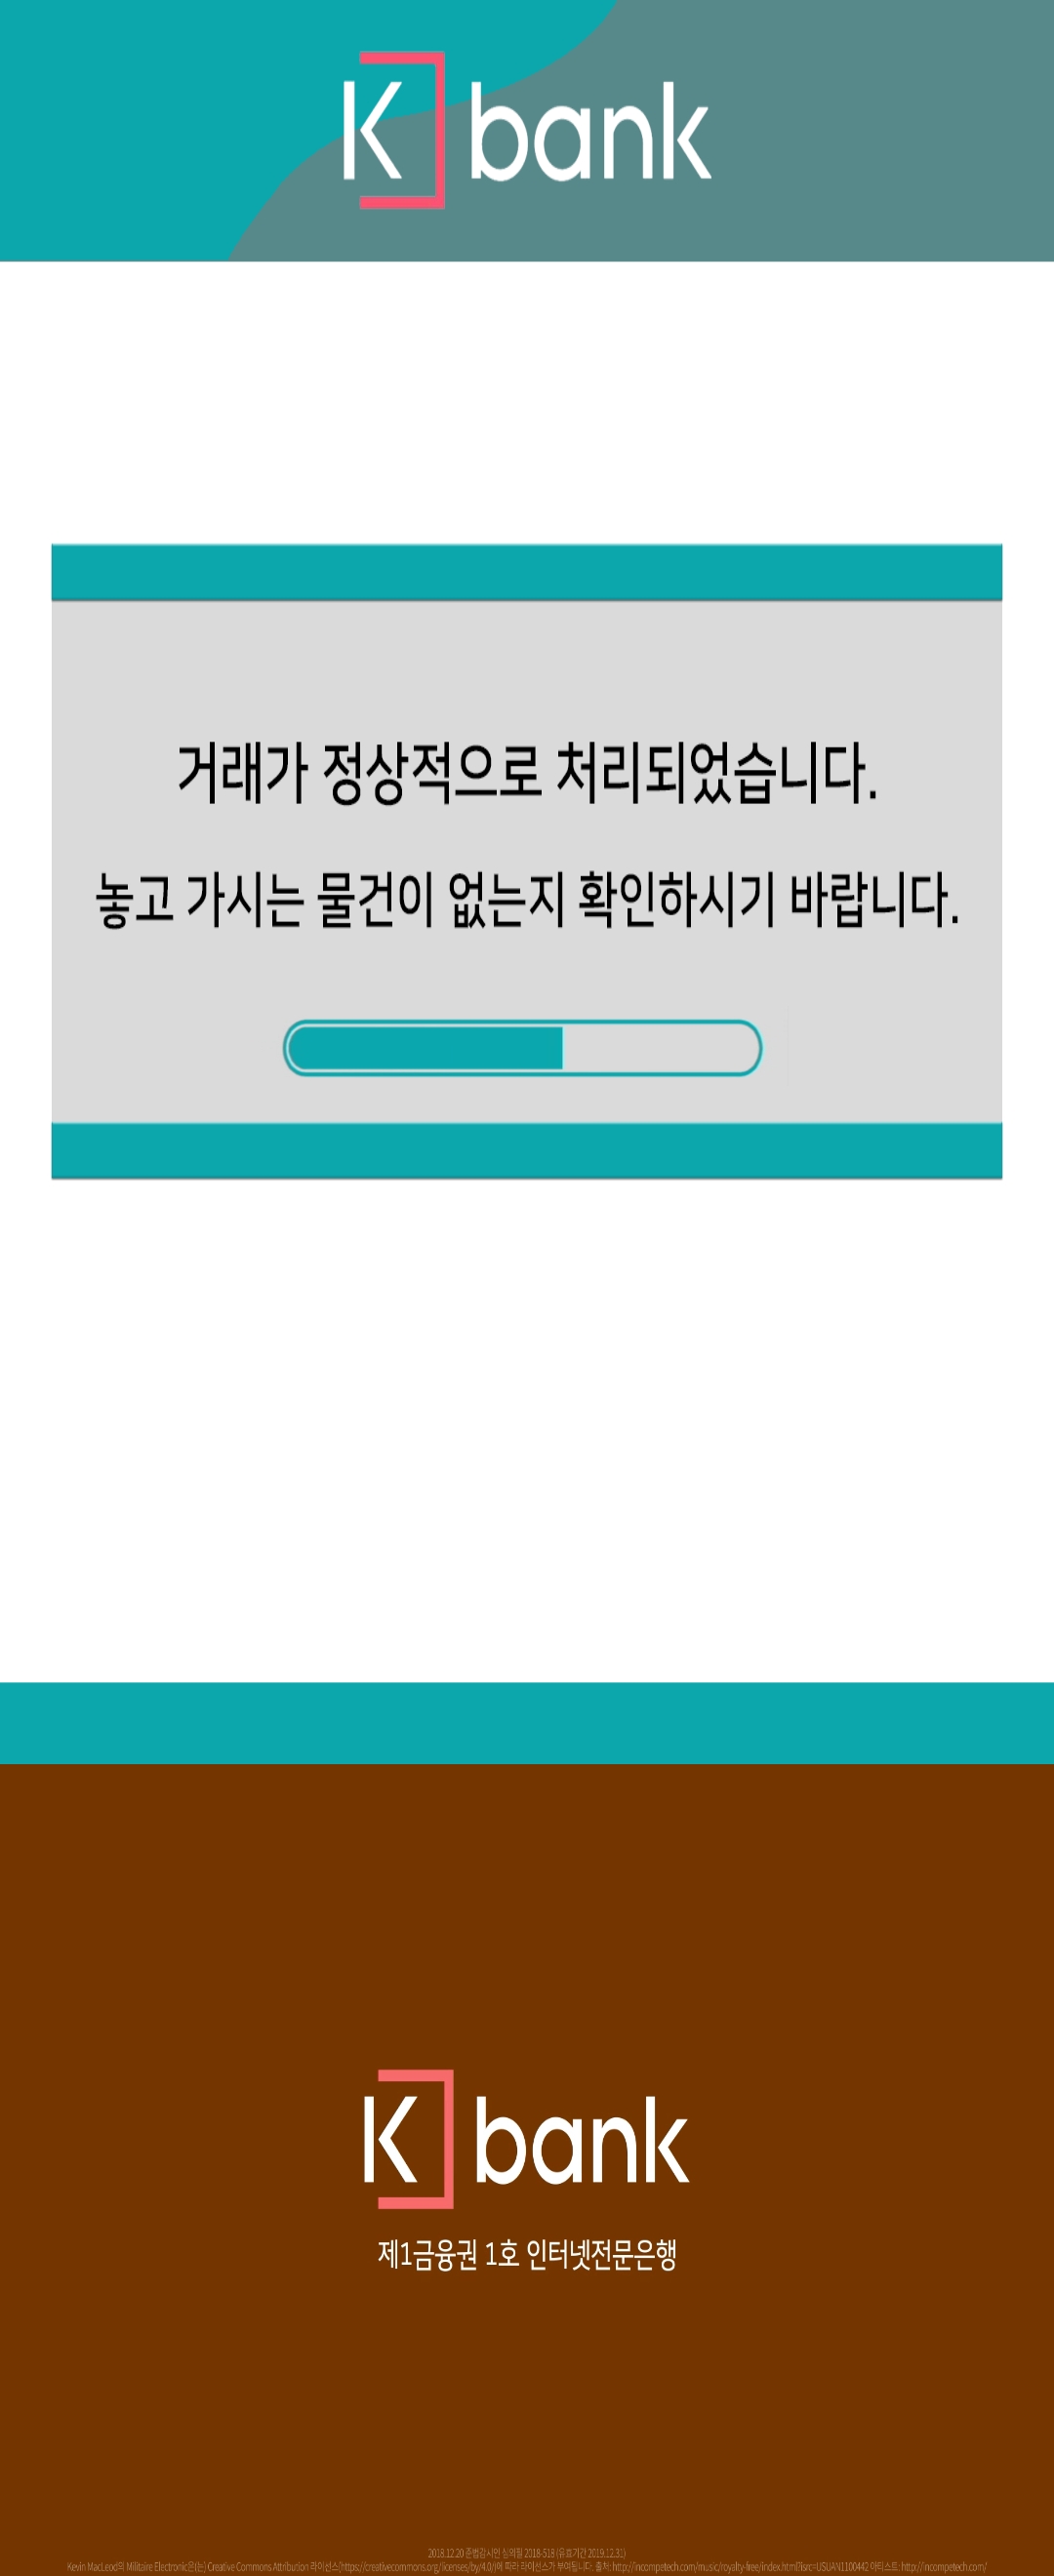 K bank
거래가 정상적으로 처리되었습니다.
놓고 가시는 물건이 없는지 확인하시기 바랍니다.
K bank
제1금융권 1호 인터넷전문은행
2018.12.20 준법감시인 심의필 2018-518 (유효기간 2019.12.31)
Kevin MacLeod의 Militaire Electronic은(는) Creative Commons Attribution 라이선스(https://creativecommons.org/licenses/by/4.0/)에 따라 라이선스가 부여됩니다. 출처: http://incompetech.com/music/royalty-free/index.html?isrc=USUAN1100442 아티스트: http://incompetech.com/